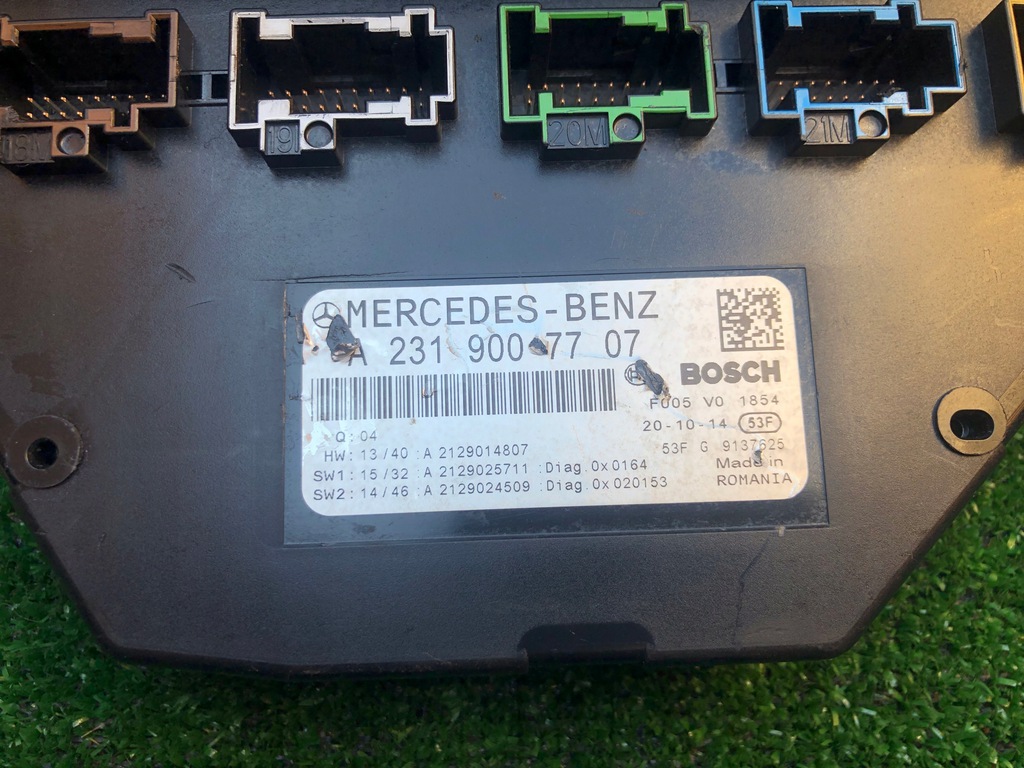 18M
19I
20M
21M
MERCEDES-BENZ
A 231 900 77 07
BOSCH
F005 V0 1854
20-10-14 53F
53F G 9137625
Made in
ROMANIA
Q: 04
HW: 13/40 :A 2129014807
SW1: 15/32 :A 2129025711 :Diag.0x0164
SW2: 14/46 :A 2129024509 :Diag.0x020153